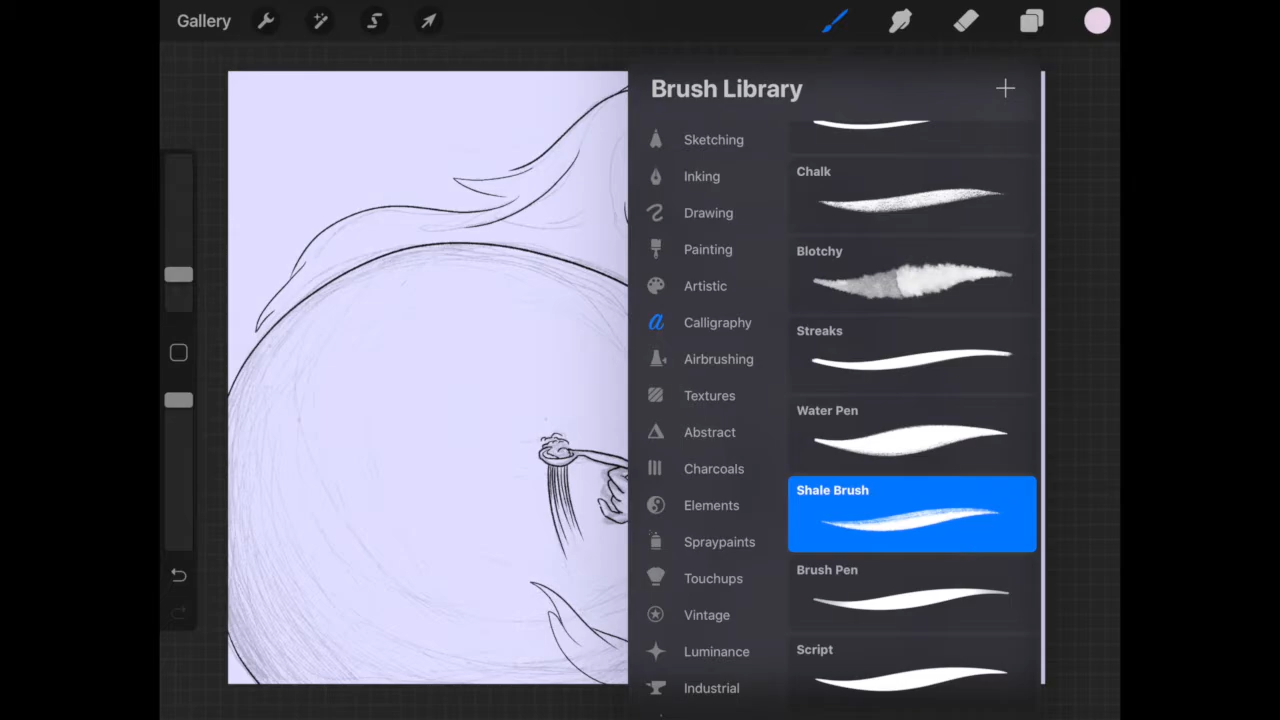 Gallery
Brush Library
Sketching
Inking
Drawing
Painting
Artistic
Calligraphy
Airbrushing
Textures
Abstract
Charcoals
Elements
Spraypaints
Touchups
Vintage
Luminance
Industrial
Chalk
Blotchy
Streaks
Water Pen
Shale Brush
Brush Pen
Script